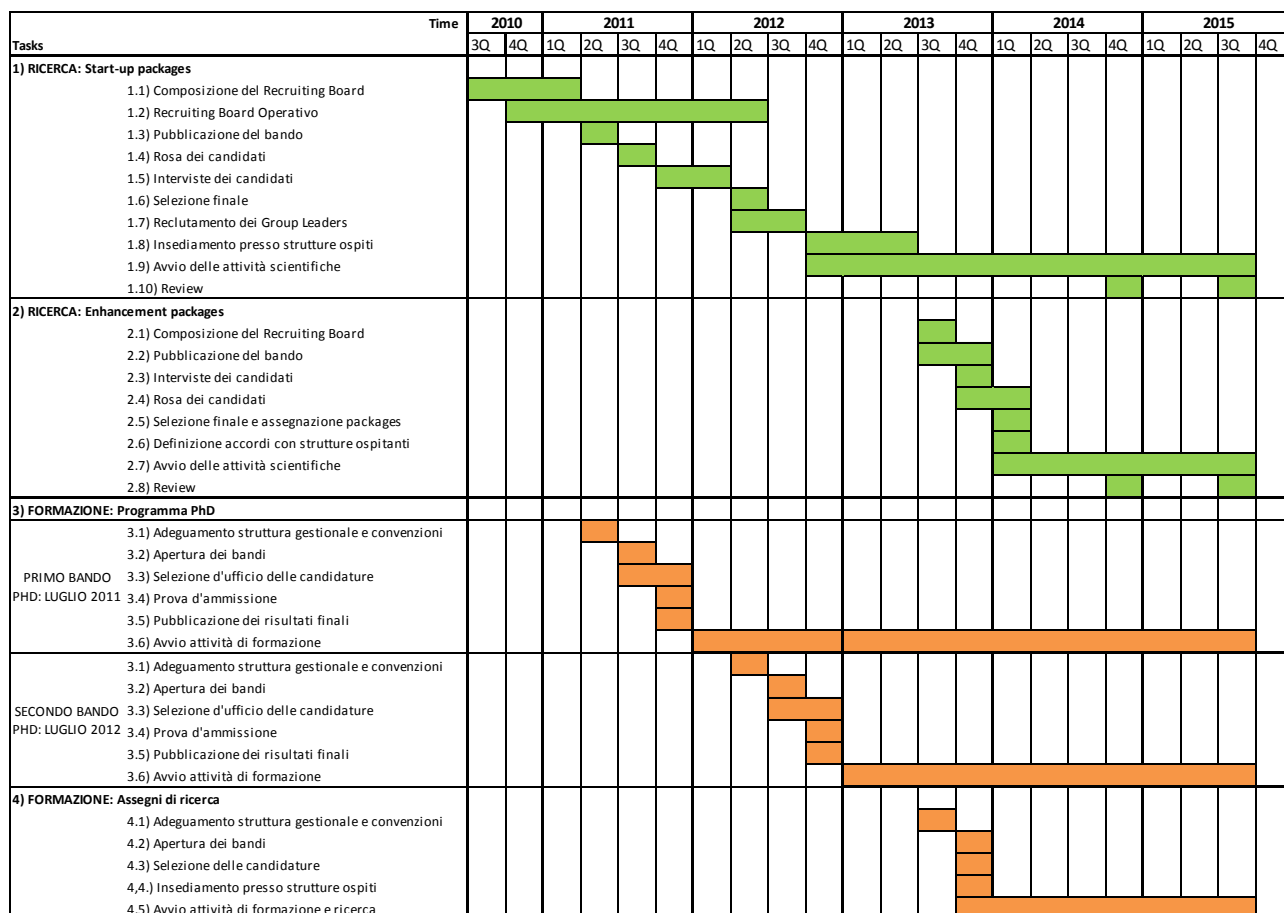 Time 2010 2011 2012 2013 2014 2015
Tasks 3Q 4Q 1Q 2Q 3Q 4Q 1Q 2Q 3Q 4Q 1Q 2Q 3Q 4Q 1Q 2Q 3Q 4Q 1Q 2Q 3Q 4Q
1) RICERCA: Start-up packages
1.1) Composizione del Recruiting Board
1.2) Recruiting Board Operativo
1.3) Pubblicazione del bando
1.4) Rosa dei candidati
1.5) Interviste dei candidati
1.6) Selezione finale
1.7) Reclutamento dei Group Leaders
1.8) Insediamento presso strutture ospiti
1.9) Avvio delle attività scientifiche
1.10) Review
2) RICERCA: Enhancement packages
2.1) Composizione del Recruiting Board
2.2) Pubblicazione del bando
2.3) Interviste dei candidati
2.4) Rosa dei candidati
2.5) Selezione finale e assegnazione packages
2.6) Definizione accordi con strutture ospitanti
2.7) Avvio delle attività scientifiche
2.8) Review
3) FORMAZIONE: Programma PhD
3.1) Adeguamento struttura gestionale e convenzioni
3.2) Apertura dei bandi
PRIMO BANDO 3.3) Selezione d'ufficio delle candidature
PHD: LUGLIO 2011 3.4) Prova d'ammissione
3.5) Pubblicazione dei risultati finali
3.6) Avvio attività di formazione
3.1) Adeguamento struttura gestionale e convenzioni
3.2) Apertura dei bandi
SECONDO BANDO 3.3) Selezione d'ufficio delle candidature
PHD: LUGLIO 2012 3.4) Prova d'ammissione
3.5) Pubblicazione dei risultati finali
3.6) Avvio attività di formazione
4) FORMAZIONE: Assegni di ricerca
4.1) Adeguamento struttura gestionale e convenzioni
4.2) Apertura dei bandi
4.3) Selezione delle candidature
4,4.) Insediamento presso strutture ospiti
4.5) Avvio attività di formazione e ricerca